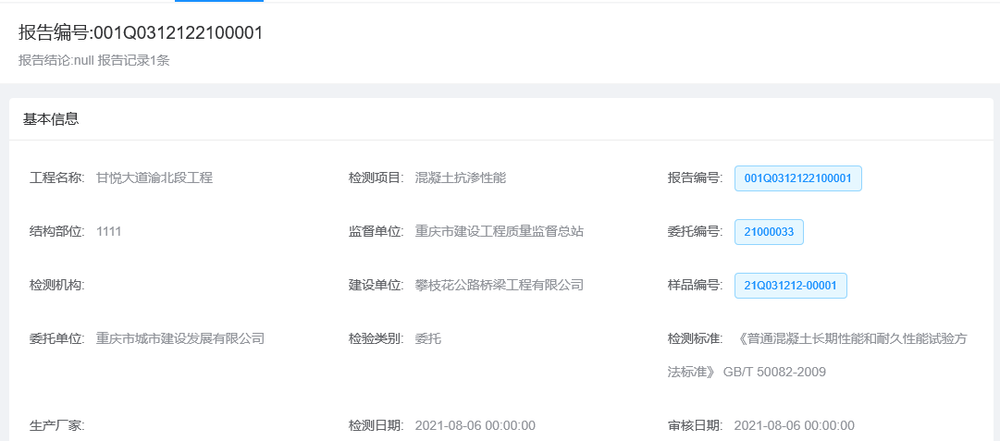 报告编号:001Q0312122100001
报告结论:null 报告记录1条
基本信息
工程名称: 甘悦大道渝北段工程 检测项目: 混凝土抗渗性能 报告编号: 001Q0312122100001
结构部位: 1111 监督单位: 重庆市建设工程质量监督总站 委托编号: 21000033
检测机构: 建设单位: 攀枝花公路桥梁工程有限公司 样品编号: 21Q031212-00001
委托单位: 重庆市城市建设发展有限公司 检验类别: 委托 检测标准: 《普通混凝土长期性能和耐久性能试验方
法标准》 GB/T 50082-2009
生产厂家: 检测日期: 2021-08-06 00:00:00 审核日期: 2021-08-06 00:00:00